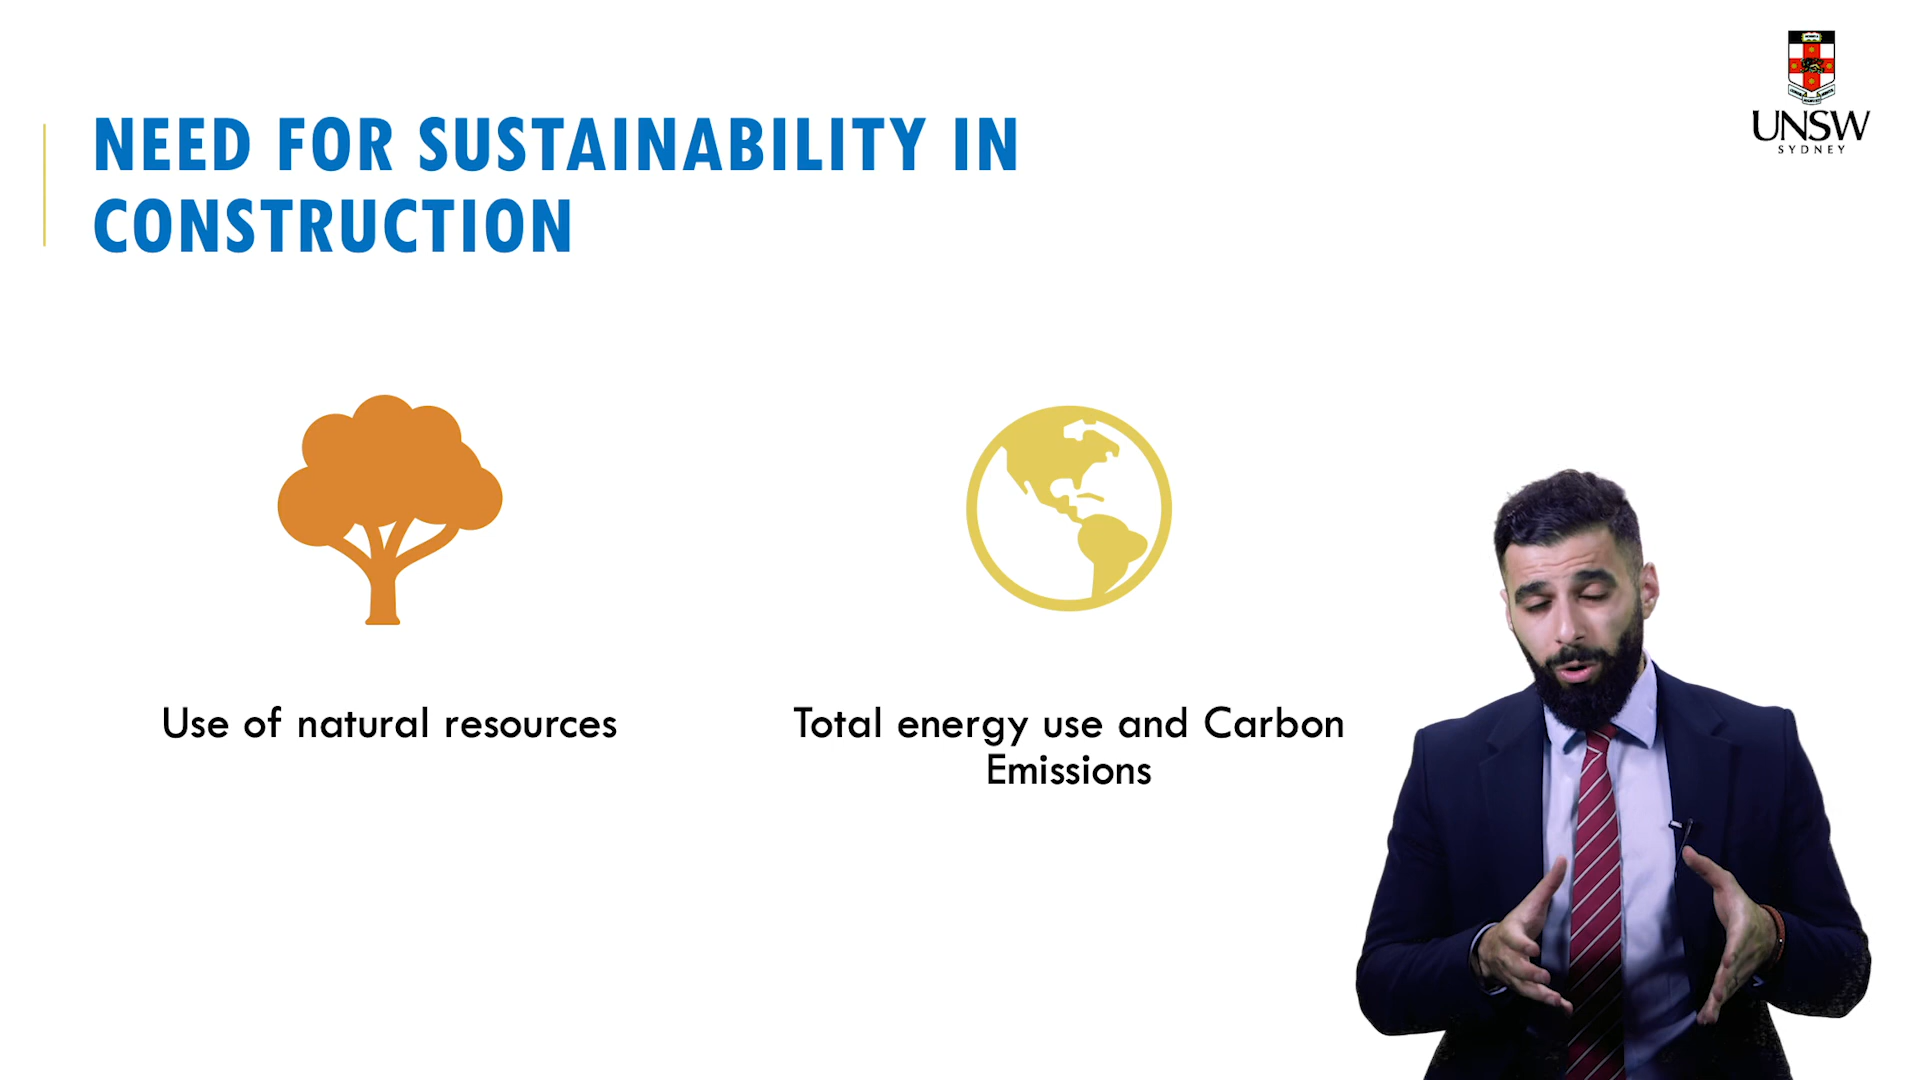 NEED FOR SUSTAINABILITY IN
CONSTRUCTION
UNSW
SYDNEY
Use of natural resources
Total energy use and Carbon
Emissions